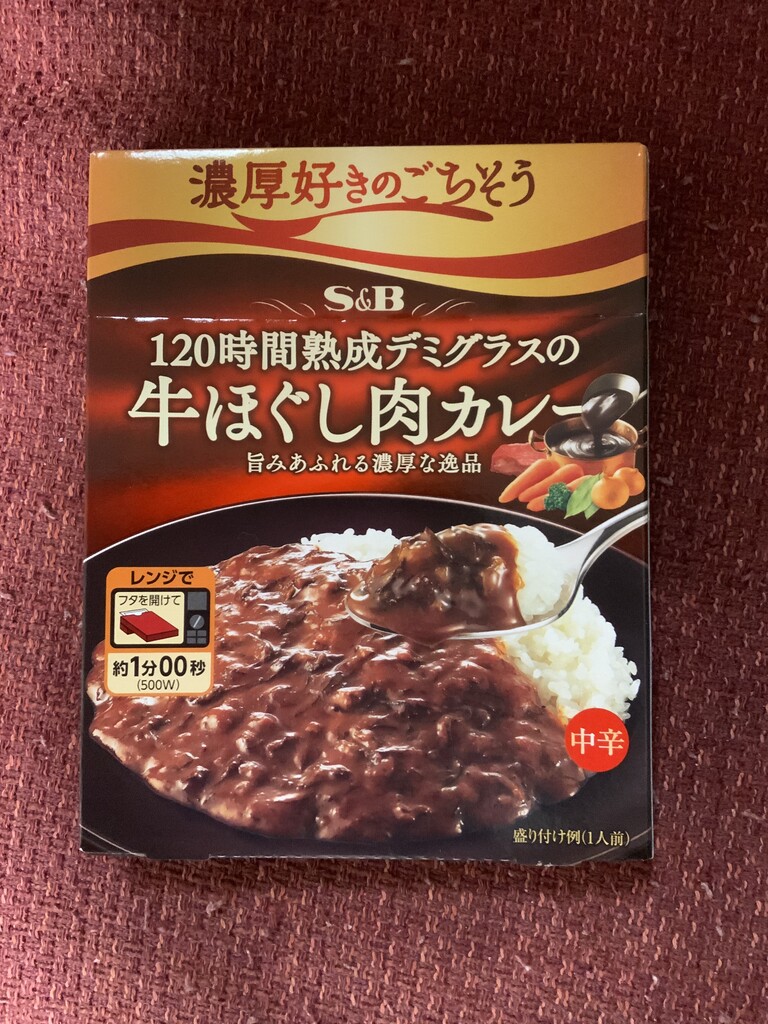 濃厚好きのごちそう
S&B
120時間熟成デミグラスの
牛ほぐし肉カレー
旨みあふれる濃厚な逸品
レンジで
フタを開けて
約1分00秒
(500W)
中辛
盛り付け例(1人前)